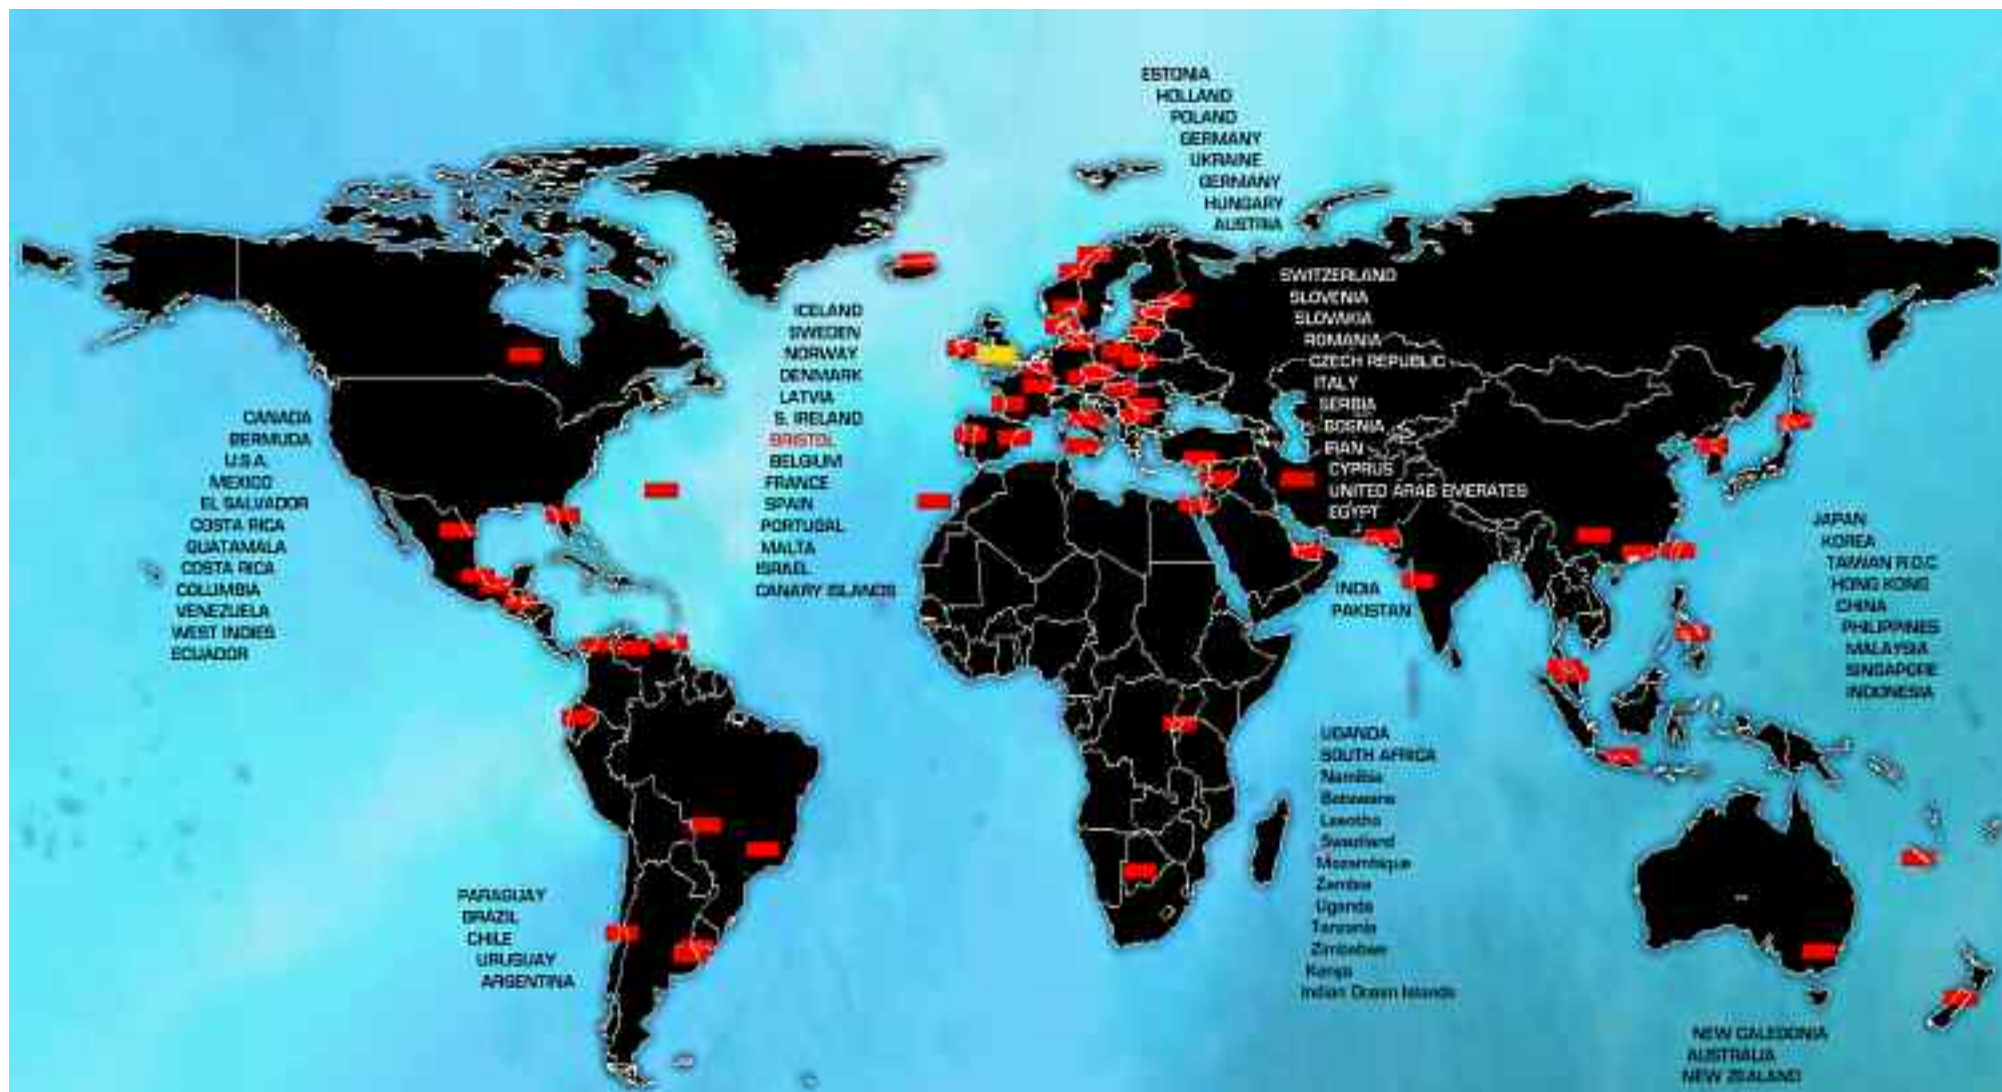 ESTONIA
HOLLAND
POLAND
GERMANY
UKRAINE
GERMANY
HUNGARY
AUSTRIA
SWITZERLAND
SLOVENIA
SLOVAKIA
ROMANIA
CZECH REPUBLIC
ITALY
SERBIA
BOSNIA
IRAN
CYPRUS
UNITED ARAB EMERATES
EGYPT
ICELAND
SWEDEN
NORWAY
DENMARK
LATVIA
S. IRELAND
BRISTOL
BELGIUM
FRANCE
SPAIN
PORTUGAL
MALTA
ISRAEL
CANARY ISLANDS
CANADA
BERMUDA
U.S.A.
MEXICO
EL SALVADOR
COSTA RICA
GUATAMALA
COSTA RICA
COLUMBIA
VENEZUELA
WEST INDIES
ECUADOR
INDIA
PAKISTAN
JAPAN
KOREA
TAIWAN R.O.C
HONG KONG
CHINA
PHILIPPINES
MALAYSIA
SINGAPORE
INDONESIA
UGANDA
SOUTH AFRICA
Namibia
Botswana
Lesotho
Swaziland
Mozambique
Zambia
Uganda
Tanzania
Zimbabwe
Kenya
Indian Ocean Islands
PARAGUAY
BRAZIL
CHILE
URUGUAY
ARGENTINA
NEW CALEDONIA
AUSTRALIA
NEW ZEALAND